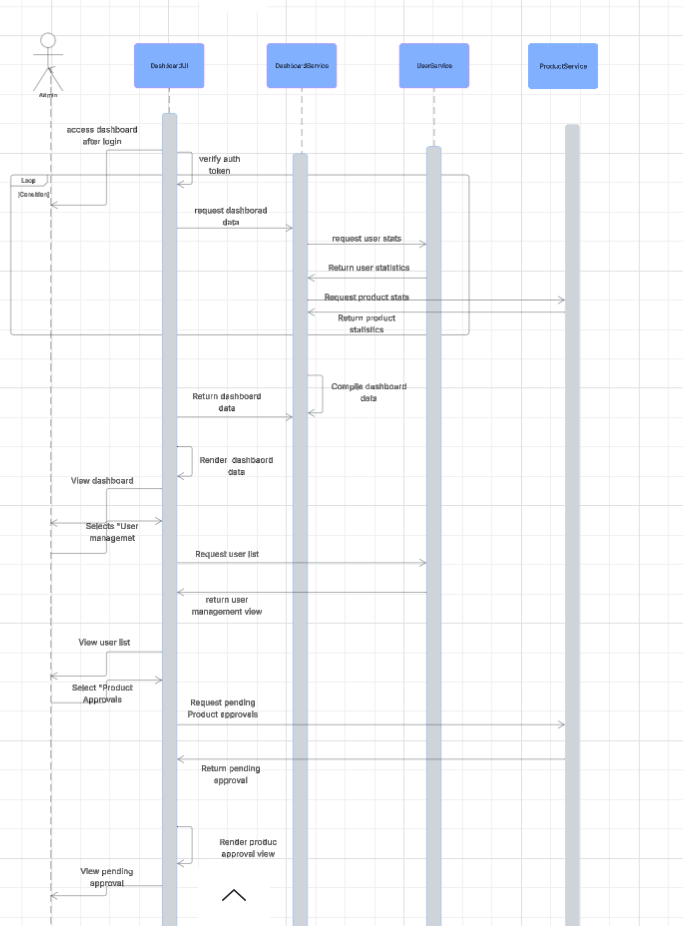 DashboardUI
DashboardService
UserService
ProductService
Admin
access dashboard
after login
verify auth
token
Loop
[Condition]
request dashborad
data
request user stats
Return user statistics
Request product stats
Return product
statistics
Compile dashboard
data
Return dashboard
data
Render dashbaord
data
View dashboard
Selects "User
managemet
Request user list
return user
management view
View user list
Select "Product
Approvals
Request pending
Product approvals
Return pending
approval
Render produc
approval view
View pending
approval